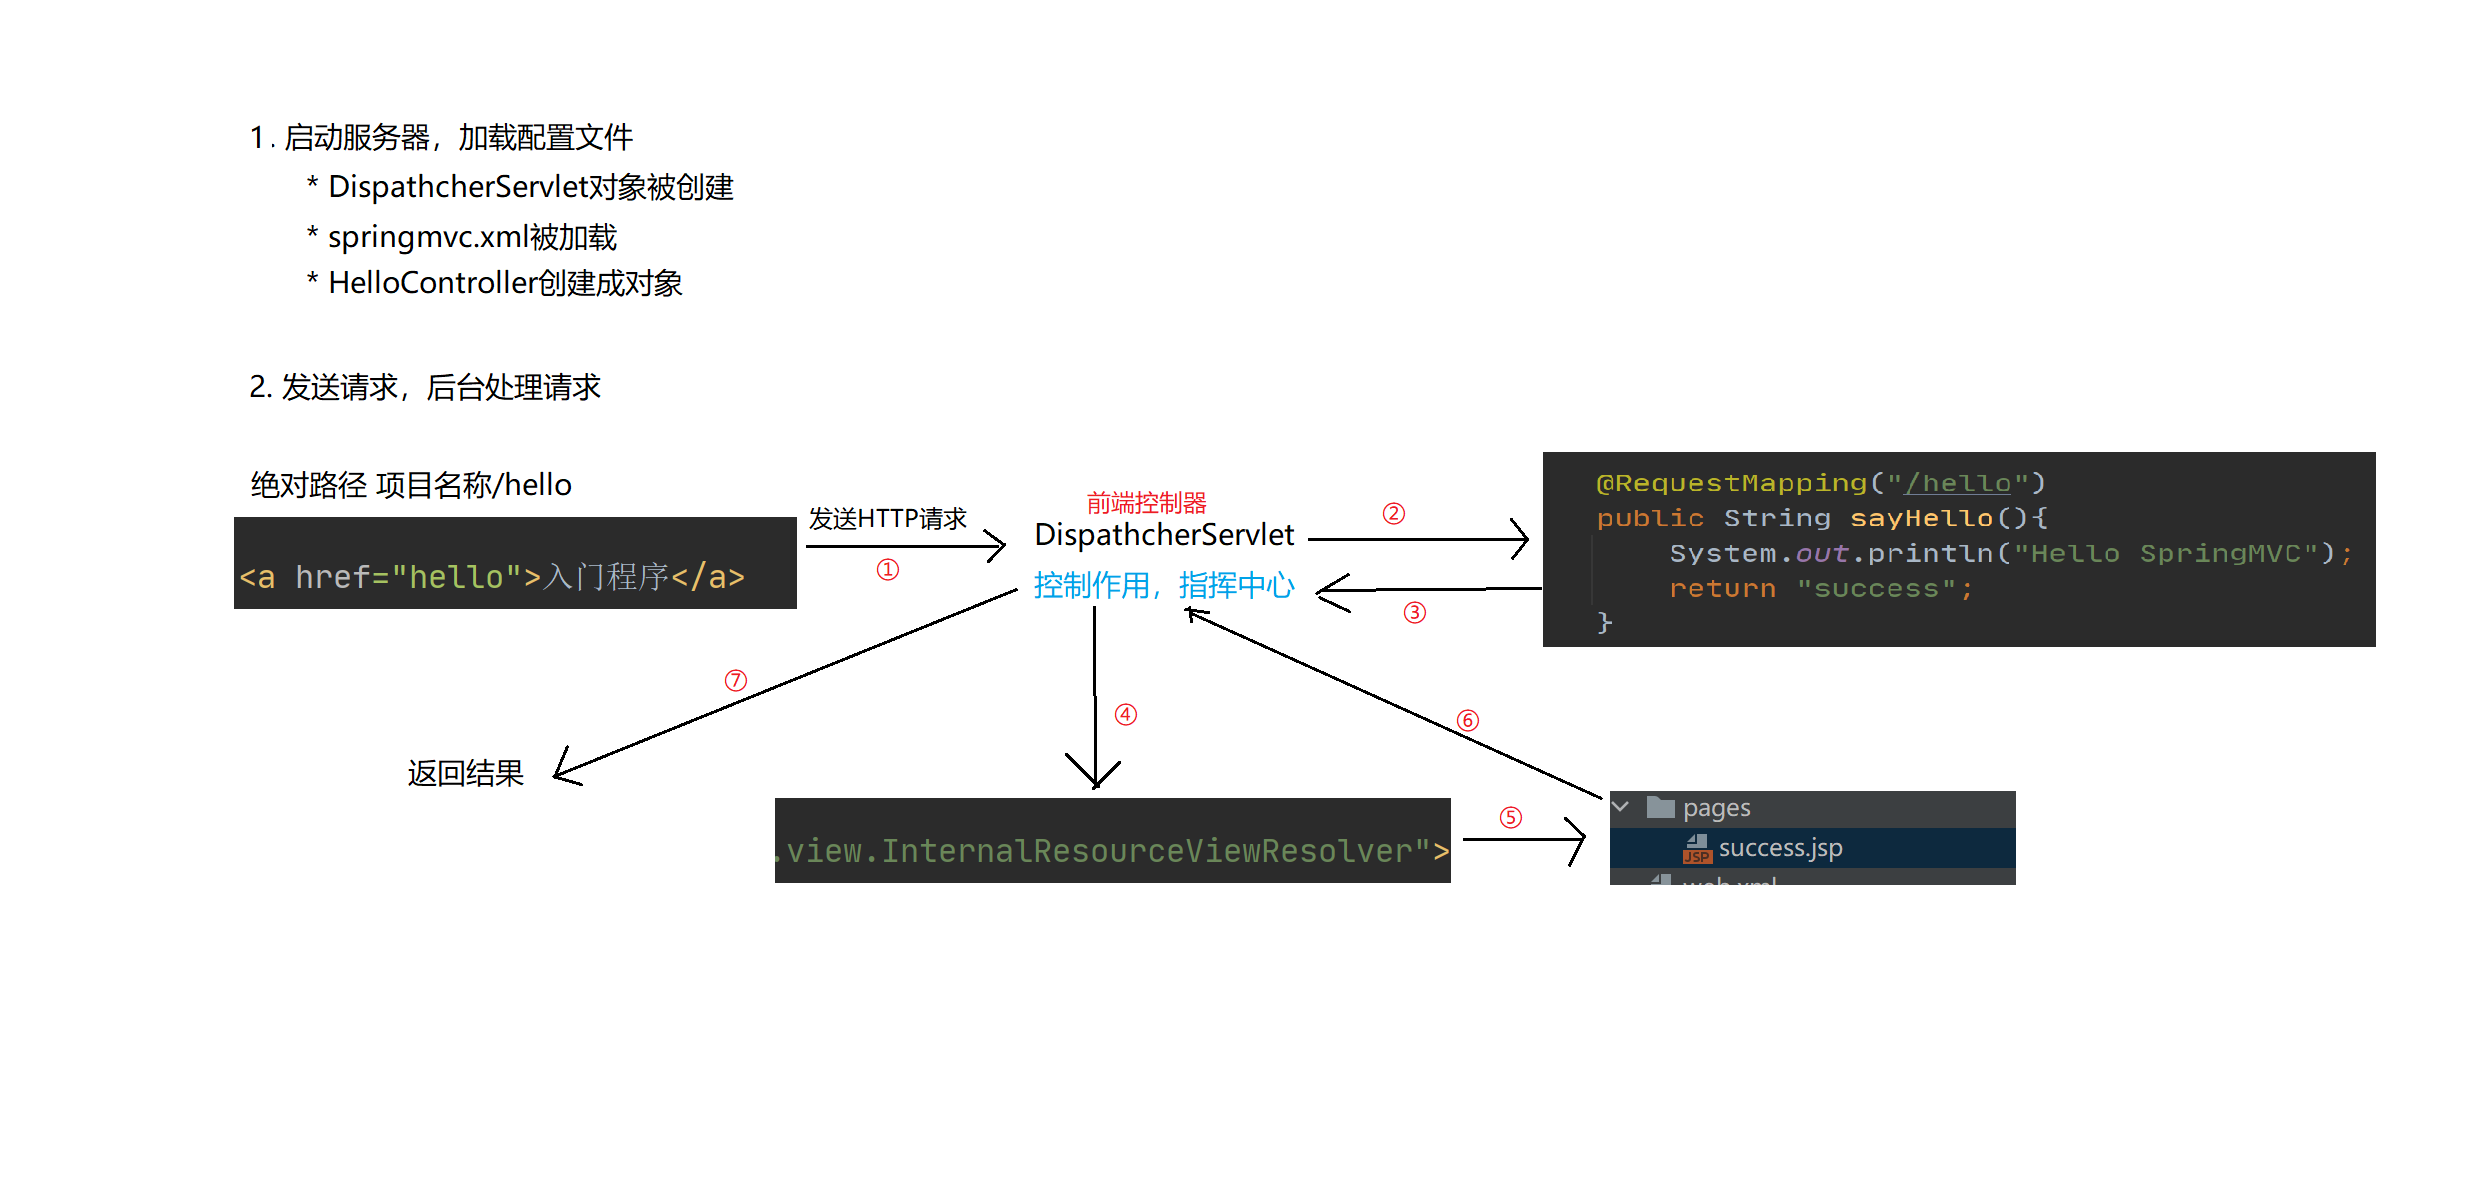 1. 启动服务器，加载配置文件
* DispathcherServlet对象被创建
* springmvc.xml被加载
* HelloController创建成对象
2. 发送请求，后台处理请求
绝对路径 项目名称/hello
<a href="hello">入门程序</a>
发送HTTP请求
①
前端控制器
DispathcherServlet
控制作用，指挥中心
②
③
@RequestMapping("/hello")
public String sayHello(){
System.out.println("Hello SpringMVC");
return "success";
}
⑦
④
⑥
返回结果
.view.InternalResourceViewResolver">
⑤
pages
success.jsp
JSP
web.xml